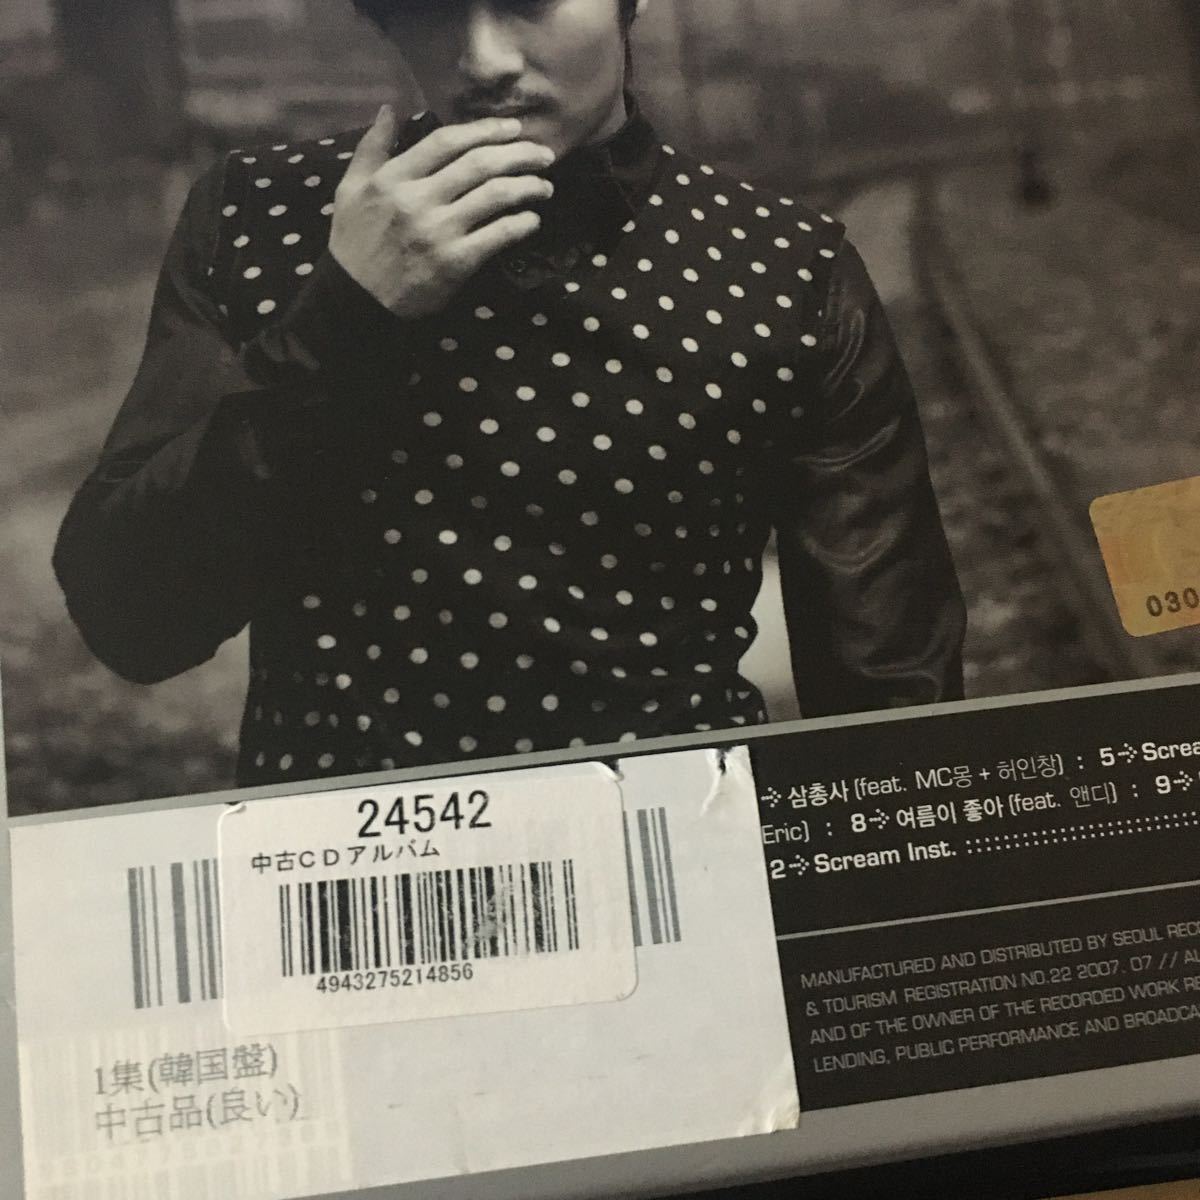 030
➔ 삼총사 (feat. MC몽 + 허인창) : 5 ➔ Screa
Eric) : 8 ➔ 여름이 좋아 (feat. 앤디) : 9 ➔
2 ➔ Scream Inst.
MANUFACTURED AND DISTRIBUTED BY SEOUL REC
& TOURISM REGISTRATION NO.22 2007. 07 // AL
AND OF THE OWNER OF THE RECORDED WORK RE
LENDING, PUBLIC PERFORMANCE AND BROADCA
24542
中古CDアルバム
4943275214856
1集(韓国盤)
中古品(良い)